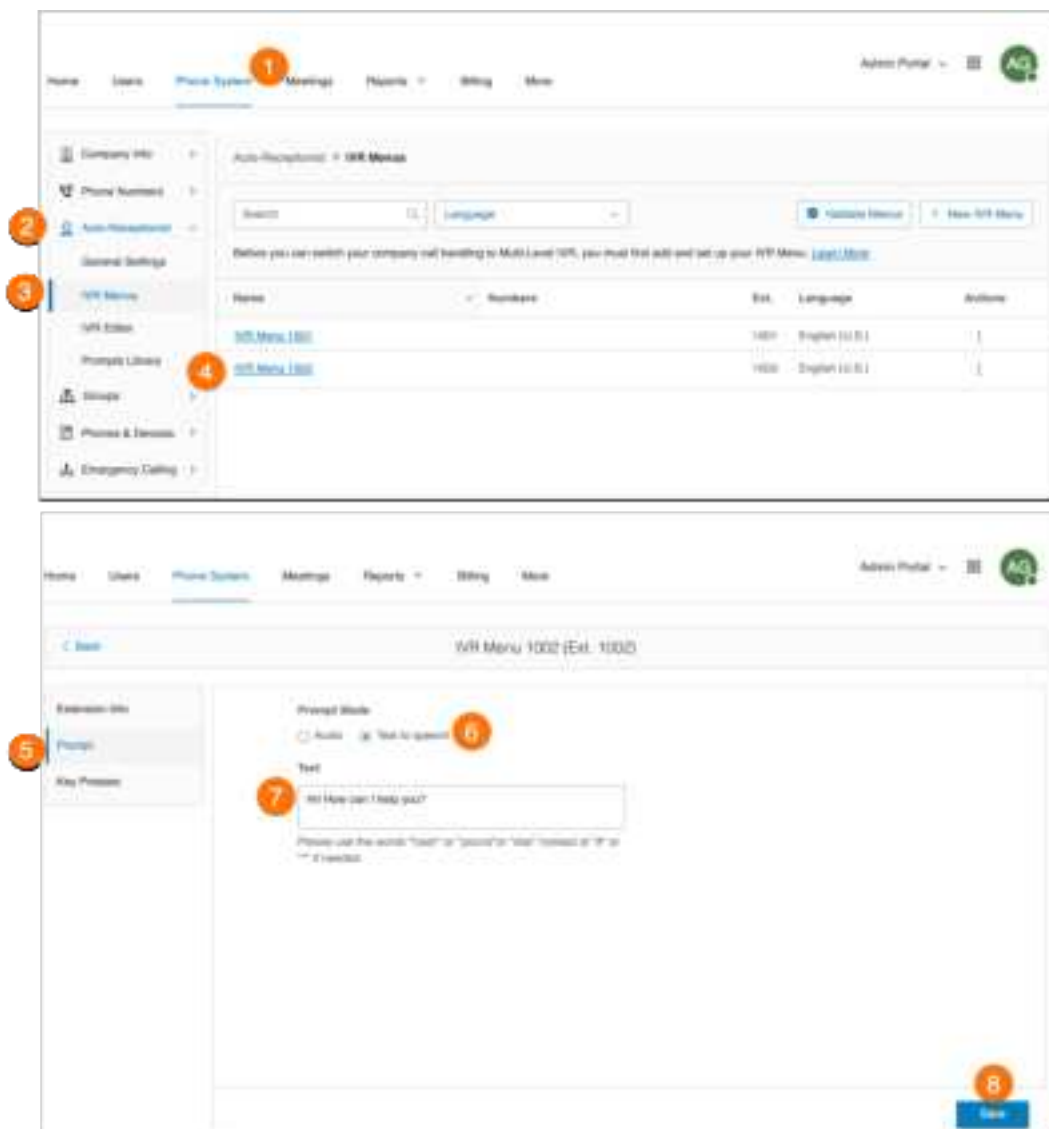 1
Admin Portal
AG
Home Users Phone System Meetings Reports Billing More
Company Info
Auto-Receptionist IVR Menus
Phone Numbers
2
Auto-Receptionist
Search Language Validate Menus + New IVR Menu
General Settings
Before you can switch your company call handling to Multi-Level IVR, you must first add and set up your IVR Menu. Learn More
3
IVR Menus
Name Numbers Ext. Language Actions
IVR Editor
IVR Menu 1001 1001 English (U.S.)
Prompts Library
4
IVR Menu 1002 1002 English (U.S.)
Groups
Phones & Devices
Emergency Calling
Admin Portal
AG
Home Users Phone System Meetings Reports Billing More
< Back IVR Menu 1002 (Ext. 1002)
Extension Info
Prompt Mode
5
Prompt
Audio Text to speech
6
Key Presses
Text
7
Hi! How can I help you?
Please use the words "hash" or "pound" or "star" instead of "#" or
"*" if needed.
8
Save